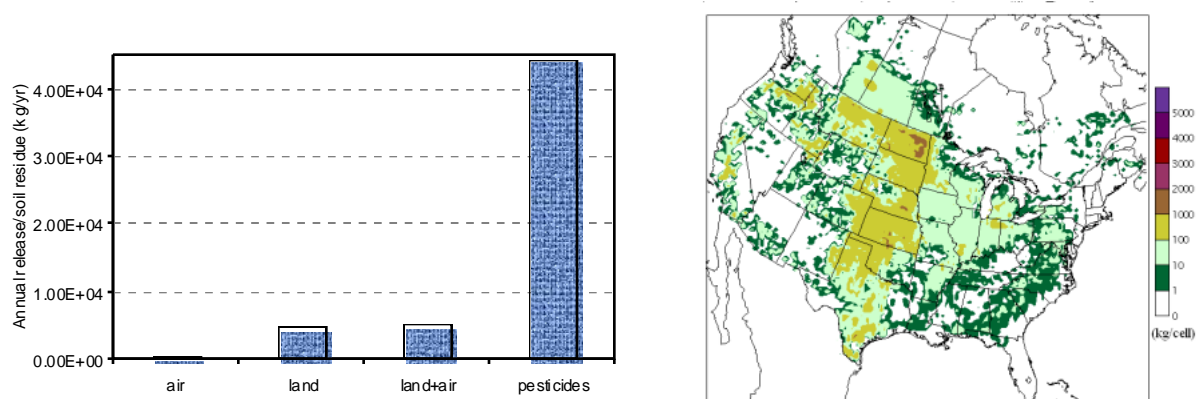 Annual release/soil residue (kg/yr)
4.00E+04
3.00E+04
2.00E+04
1.00E+04
0.00E+00
air
land
land+air
pesticides
5000
4000
3000
2000
1000
100
10
1
0
(kg/cell)